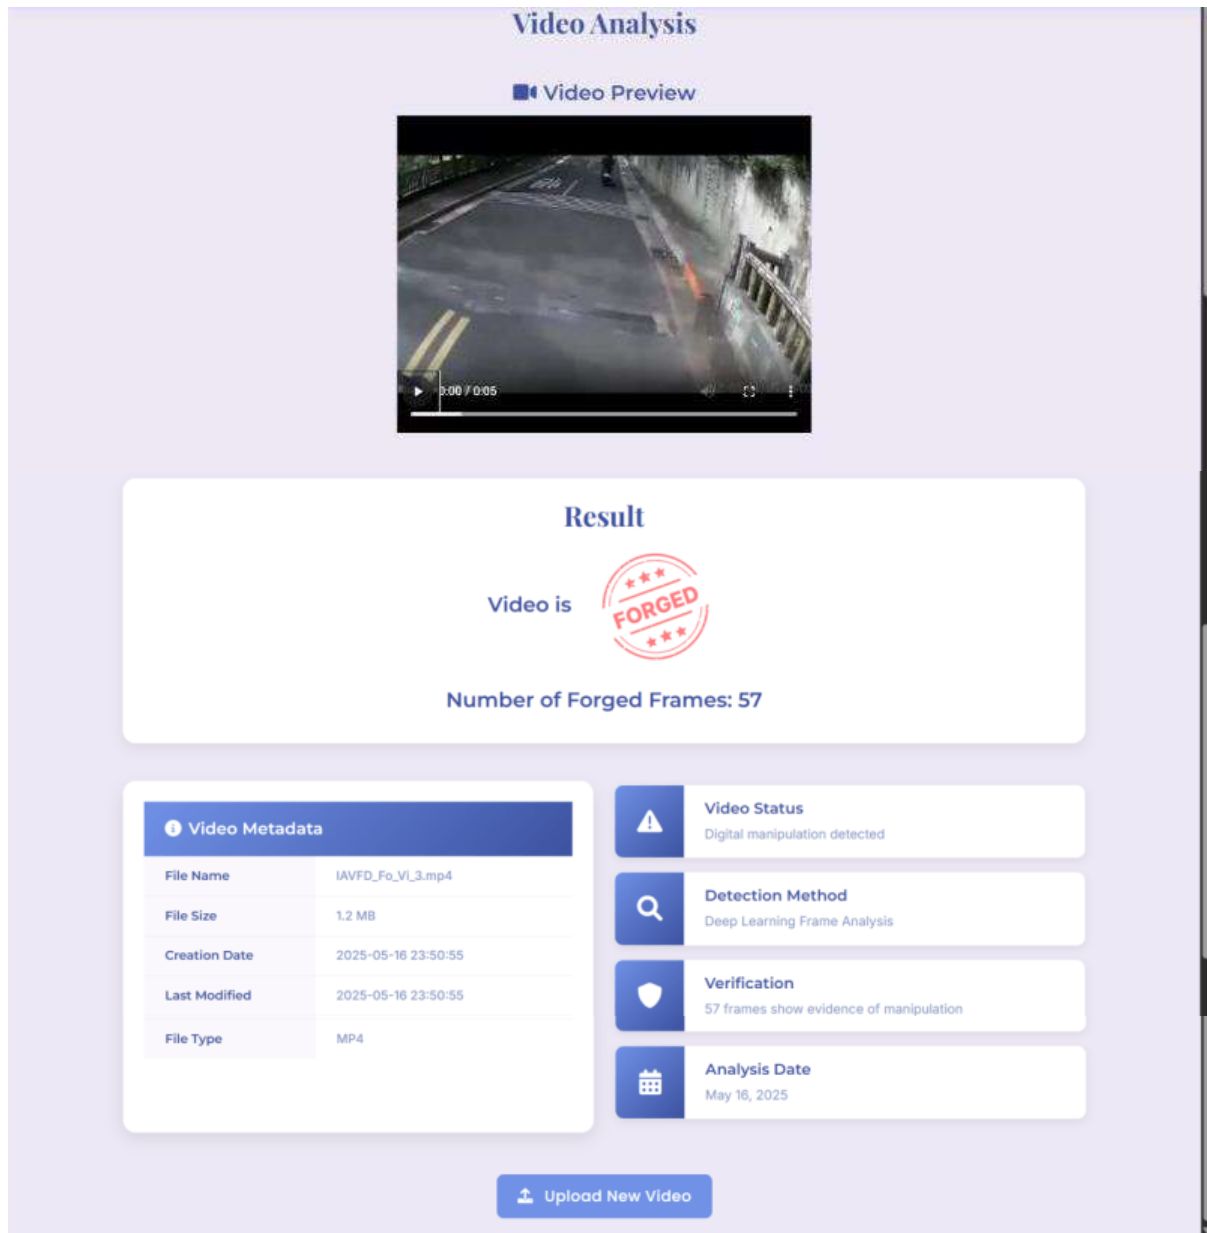 Video Analysis
Video Preview
0:00 / 0:05
Result
Video is
FORGED
Number of Forged Frames: 57
Video Metadata
File Name IAVFD_Fo_Vi_3.mp4
File Size 1.2 MB
Creation Date 2025-05-16 23:50:55
Last Modified 2025-05-16 23:50:55
File Type MP4
Video Status
Digital manipulation detected
Detection Method
Deep Learning Frame Analysis
Verification
57 frames show evidence of manipulation
Analysis Date
May 16, 2025
Upload New Video